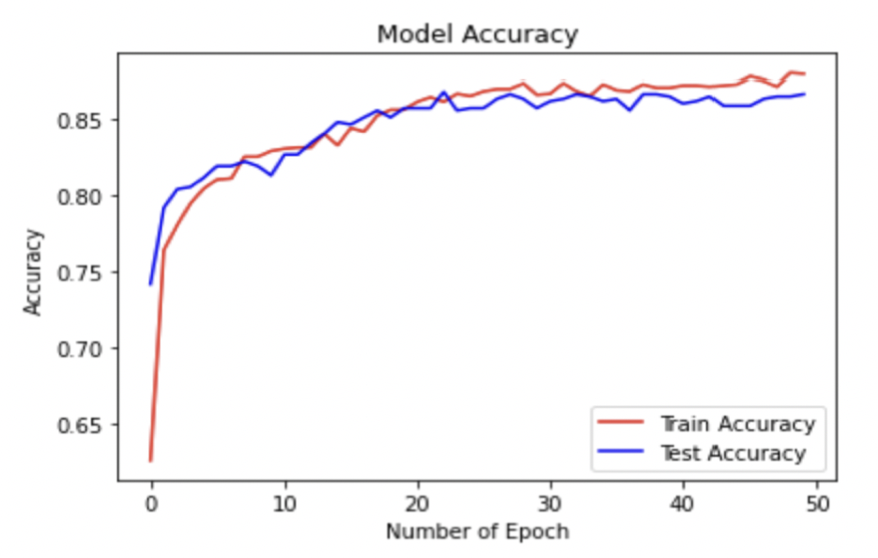 Model Accuracy
Accuracy
0.85
0.80
0.75
0.70
0.65
Train Accuracy
Test Accuracy
0 10 20 30 40 50
Number of Epoch